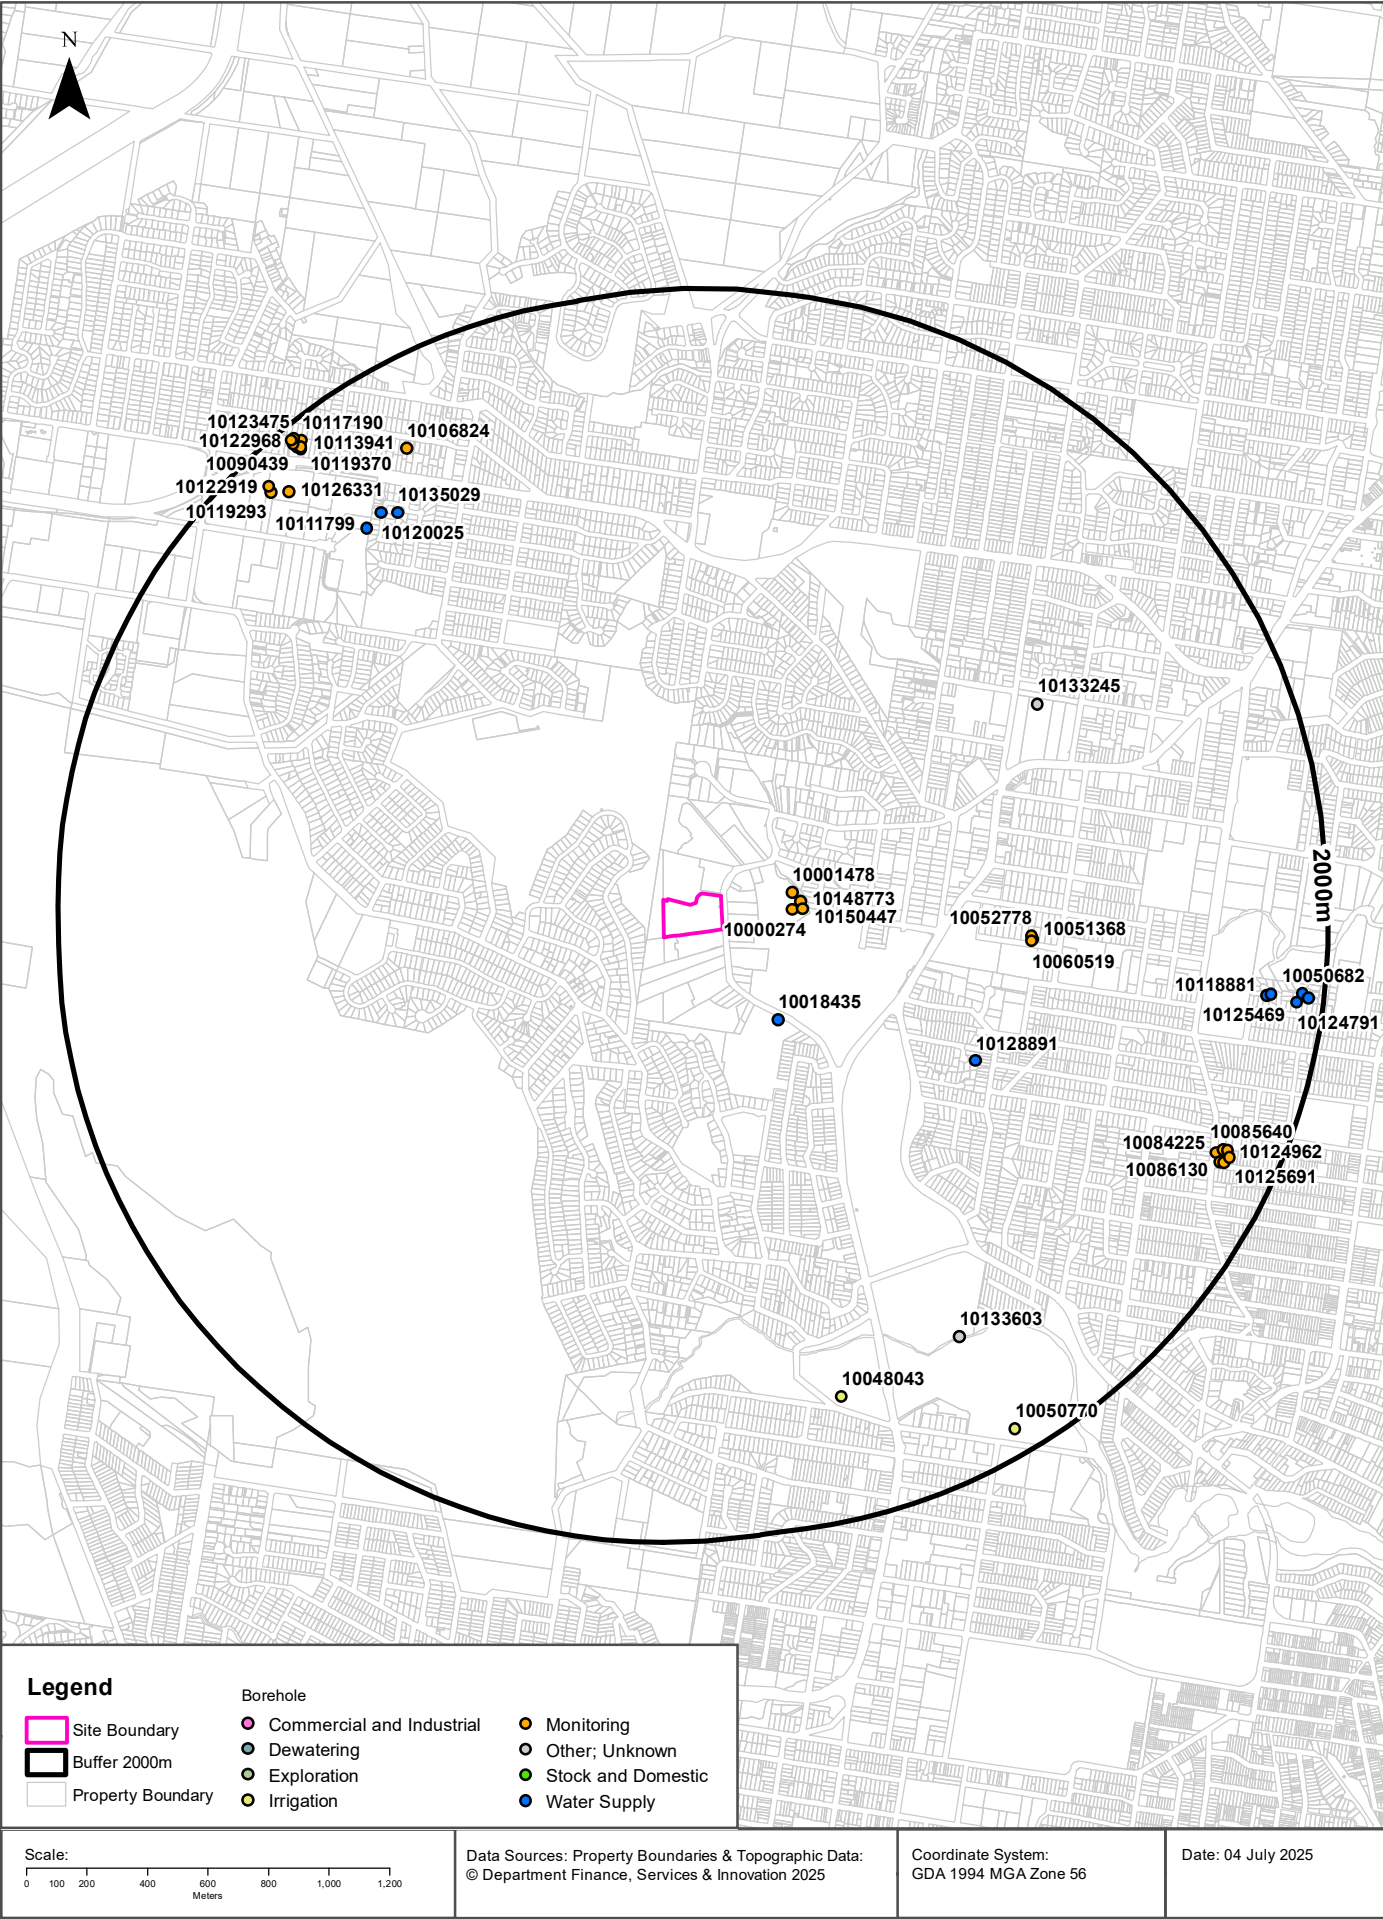 N
10123475 10117190
10106824
10122968
10113941
10090439
10119370
10122919
10126331
10135029
10119293
10111799
10120025
10133245
2000m
10001478
10148773
10150447
10000274
10052778
10051368
10060519
10118881
10050682
10125469
10124791
10018435
10128891
10085640
10084225
10124962
10086130
10125691
10133603
10048043
10050770
Legend
Site Boundary
Buffer 2000m
Property Boundary
Borehole
Commercial and Industrial
Dewatering
Exploration
Irrigation
Monitoring
Other; Unknown
Stock and Domestic
Water Supply
Scale:
0 100 200 400 600 800 1,000 1,200
Meters
Data Sources: Property Boundaries & Topographic Data:
© Department Finance, Services & Innovation 2025
Coordinate System:
GDA 1994 MGA Zone 56
Date: 04 July 2025